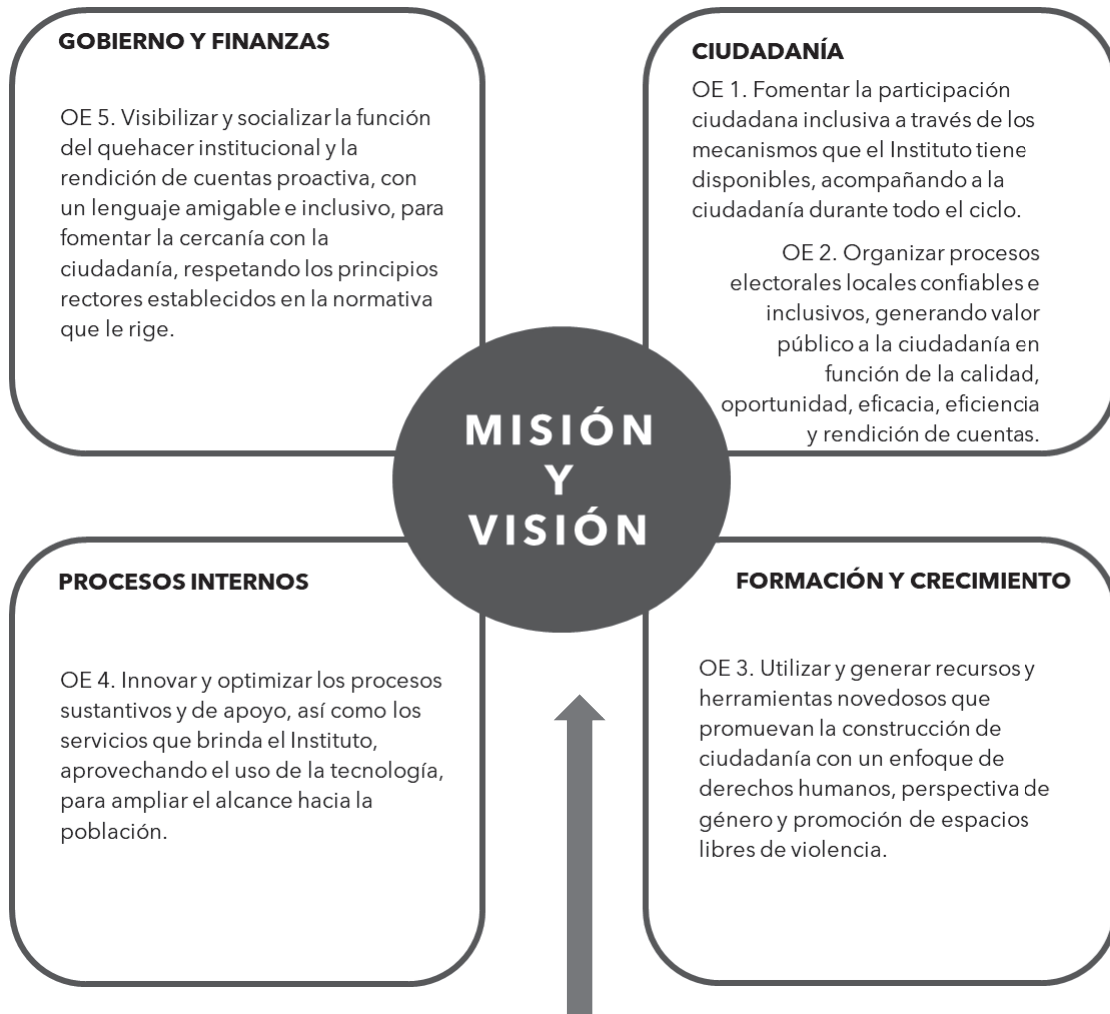 GOBIERNO Y FINANZAS
OE 5. Visibilizar y socializar la función
del quehacer institucional y la
rendición de cuentas proactiva, con
un lenguaje amigable e inclusivo, para
fomentar la cercanía con la
ciudadanía, respetando los principios
rectores establecidos en la normativa
que le rige.
CIUDADANÍA
OE 1. Fomentar la participación
ciudadana inclusiva a través de los
mecanismos que el Instituto tiene
disponibles, acompañando a la
ciudadanía durante todo el ciclo.
OE 2. Organizar procesos
electorales locales confiables e
inclusivos, generando valor
público a la ciudadanía en
función de la calidad,
oportunidad, eficacia, eficiencia
y rendición de cuentas.
MISIÓN
Y
VISIÓN
PROCESOS INTERNOS
OE 4. Innovar y optimizar los procesos
sustantivos y de apoyo, así como los
servicios que brinda el Instituto,
aprovechando el uso de la tecnología,
para ampliar el alcance hacia la
población.
FORMACIÓN Y CRECIMIENTO
OE 3. Utilizar y generar recursos y
herramientas novedosos que
promuevan la construcción de
ciudadanía con un enfoque de
derechos humanos, perspectiva de
género y promoción de espacios
libres de violencia.